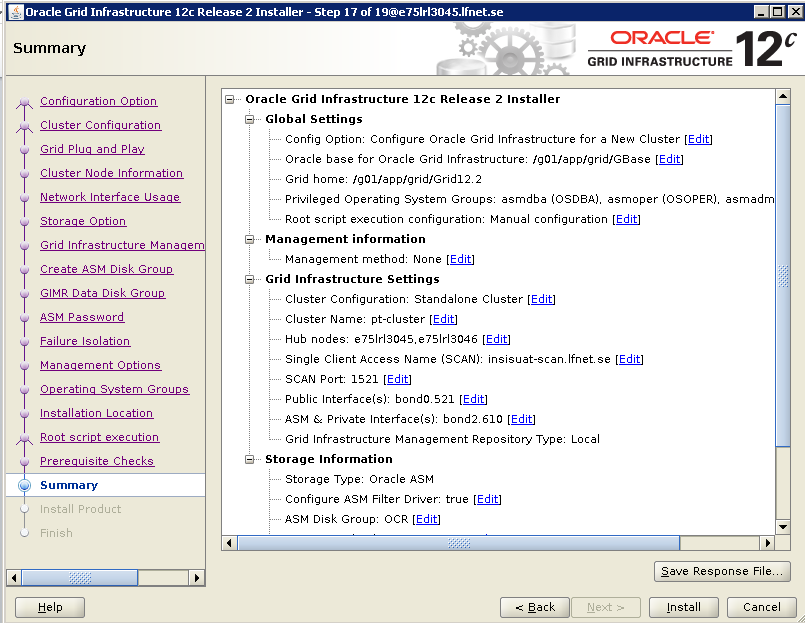 Oracle Grid Infrastructure 12c Release 2 Installer - Step 17 of 19@e75lrl3045.lfnet.se
Summary
ORACLE
GRID INFRASTRUCTURE
12c
Configuration Option
Cluster Configuration
Grid Plug and Play
Cluster Node Information
Network Interface Usage
Storage Option
Grid Infrastructure Managem
Create ASM Disk Group
GIMR Data Disk Group
ASM Password
Failure Isolation
Management Options
Operating System Groups
Installation Location
Root script execution
Prerequisite Checks
Summary
Install Product
Finish
Oracle Grid Infrastructure 12c Release 2 Installer
Global Settings
Config Option: Configure Oracle Grid Infrastructure for a New Cluster [Edit]
Oracle base for Oracle Grid Infrastructure: /g01/app/grid/GBase [Edit]
Grid home: /g01/app/grid/Grid12.2
Privileged Operating System Groups: asmdba (OSDBA), asmoper (OSOPER), asmadm
Root script execution configuration: Manual configuration [Edit]
Management information
Management method: None [Edit]
Grid Infrastructure Settings
Cluster Configuration: Standalone Cluster [Edit]
Cluster Name: pt-cluster [Edit]
Hub nodes: e75lrl3045,e75lrl3046 [Edit]
Single Client Access Name (SCAN): insisuat-scan.lfnet.se [Edit]
SCAN Port: 1521 [Edit]
Public Interface(s): bond0.521 [Edit]
ASM & Private Interface(s): bond2.610 [Edit]
Grid Infrastructure Management Repository Type: Local
Storage Information
Storage Type: Oracle ASM
Configure ASM Filter Driver: true [Edit]
ASM Disk Group: OCR [Edit]
Save Response File...
Help
< Back
Next >
Install
Cancel